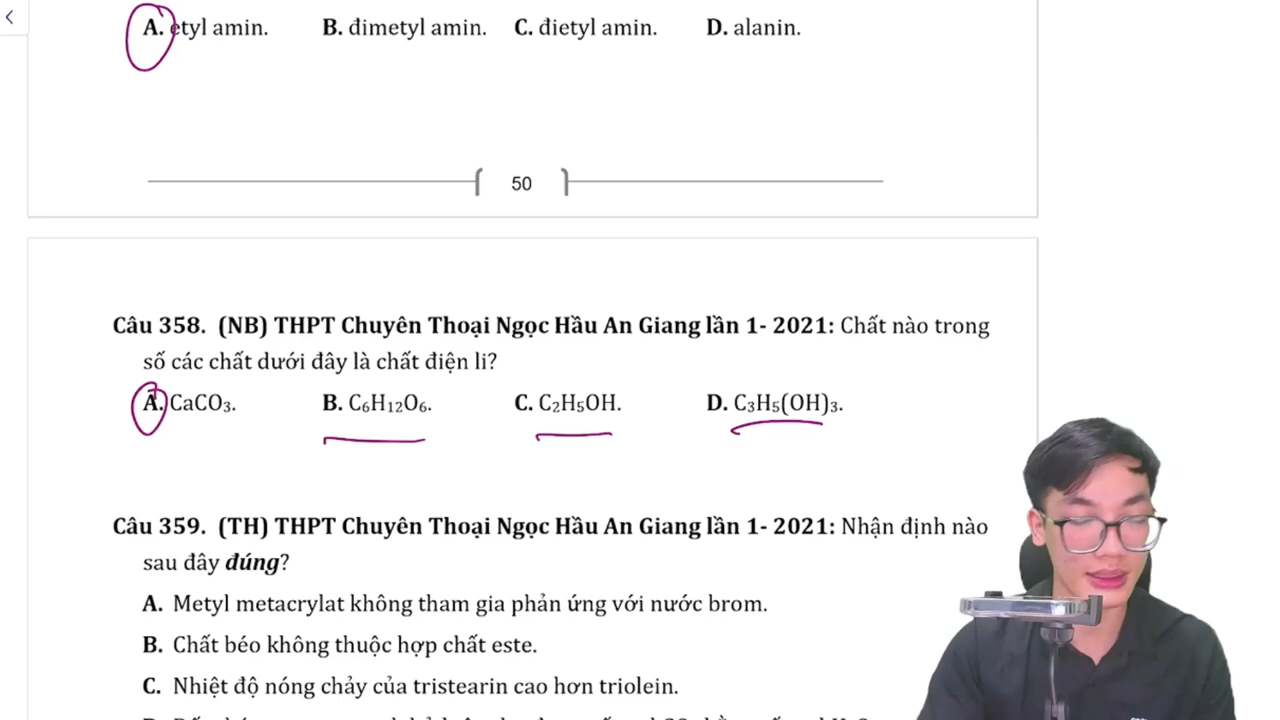 A. etyl amin. B. đimetyl amin. C. đietyl amin. D. alanin.
50
Câu 358. (NB) THPT Chuyên Thoại Ngọc Hầu An Giang lần 1- 2021: Chất nào trong
số các chất dưới đây là chất điện li?
A. CaCO₃. B. C₆H₁₂O₆. C. C₂H₅OH. D. C₃H₅(OH)₃.
Câu 359. (TH) THPT Chuyên Thoại Ngọc Hầu An Giang lần 1- 2021: Nhận định nào
sau đây đúng?
A. Metyl metacrylat không tham gia phản ứng với nước brom.
B. Chất béo không thuộc hợp chất este.
C. Nhiệt độ nóng chảy của tristearin cao hơn triolein.